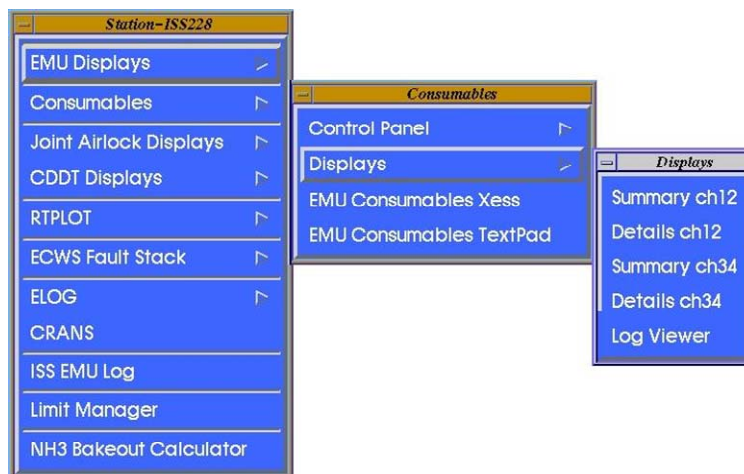 Station-ISS228
EMU Displays
Consumables
Joint Airlock Displays
CDDT Displays
RTPLOT
ECWS Fault Stack
ELOG
CRANS
ISS EMU Log
Limit Manager
NH3 Bakeout Calculator
Consumables
Control Panel
Displays
EMU Consumables Xess
EMU Consumables TextPad
Displays
Summary ch12
Details ch12
Summary ch34
Details ch34
Log Viewer